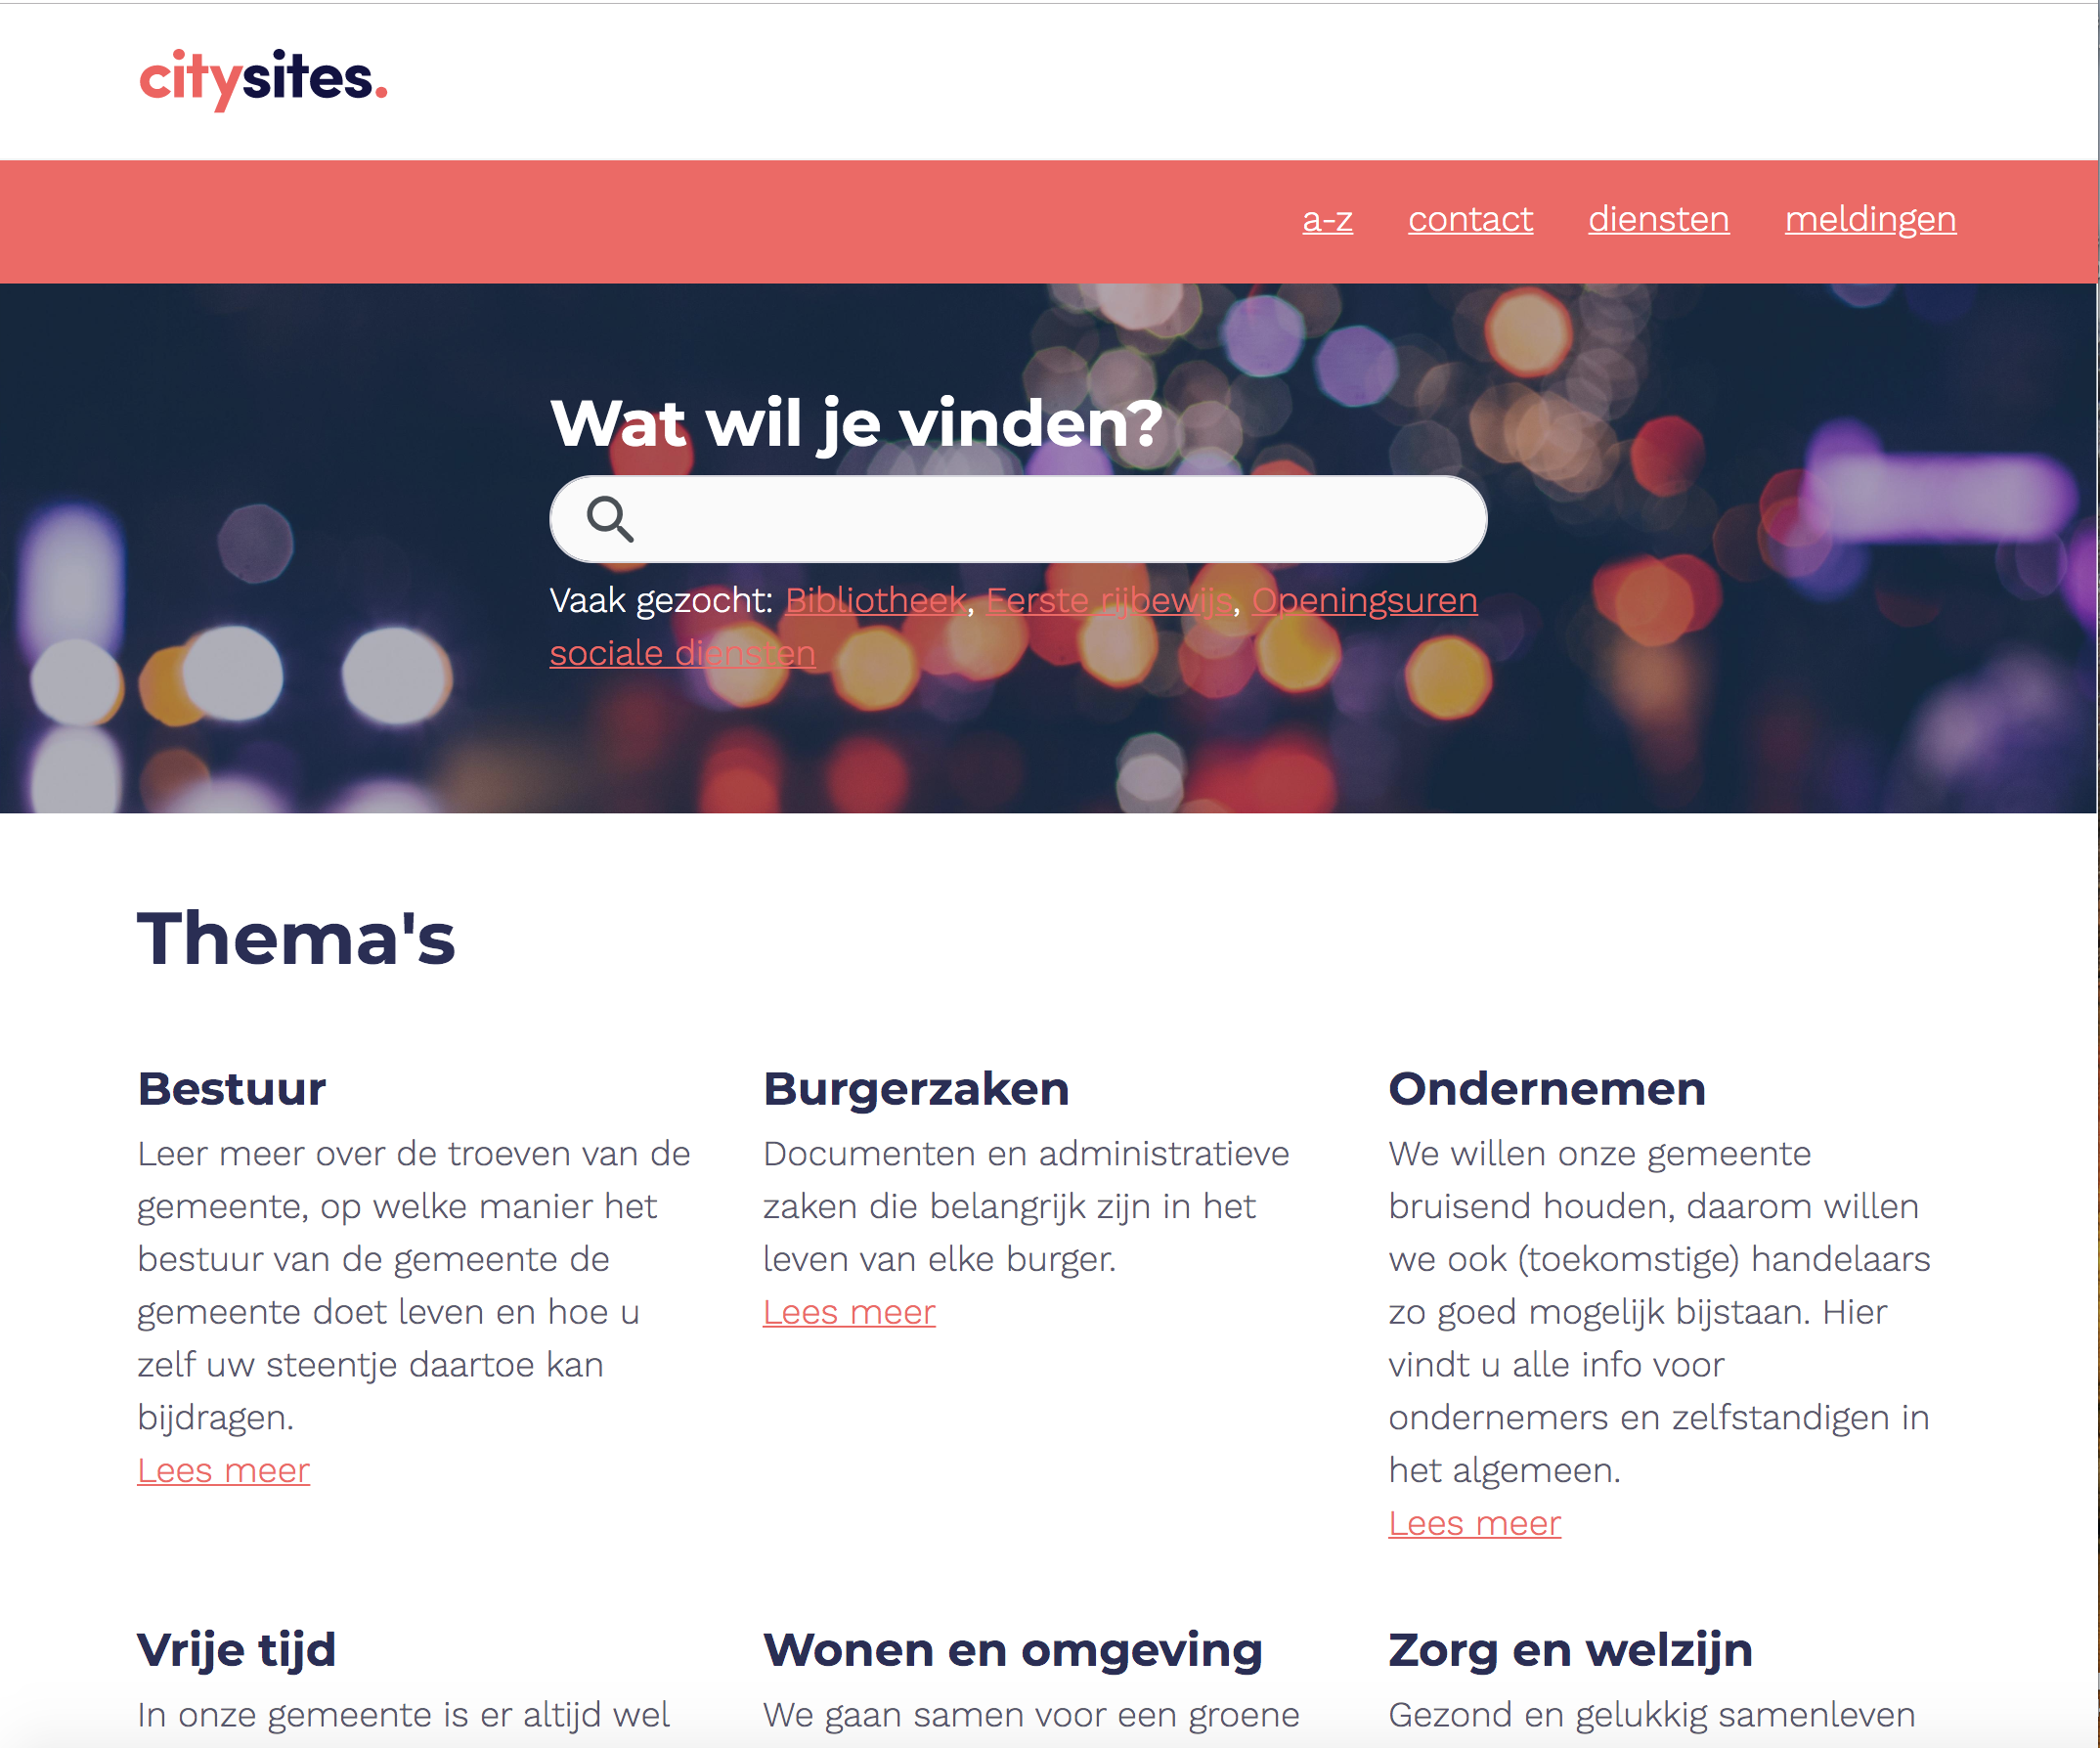 citysites.
a-z contact diensten meldingen
Wat wil je vinden?
Vaak gezocht: Bibliotheek, Eerste rijbewijs, Openingsuren
sociale diensten
Thema's
Bestuur
Leer meer over de troeven van de
gemeente, op welke manier het
bestuur van de gemeente de
gemeente doet leven en hoe u
zelf uw steentje daartoe kan
bijdragen.
Lees meer
Burgerzaken
Documenten en administratieve
zaken die belangrijk zijn in het
leven van elke burger.
Lees meer
Ondernemen
We willen onze gemeente
bruisend houden, daarom willen
we ook (toekomstige) handelaars
zo goed mogelijk bijstaan. Hier
vindt u alle info voor
ondernemers en zelfstandigen in
het algemeen.
Lees meer
Vrije tijd
In onze gemeente is er altijd wel
Wonen en omgeving
We gaan samen voor een groene
Zorg en welzijn
Gezond en gelukkig samenleven